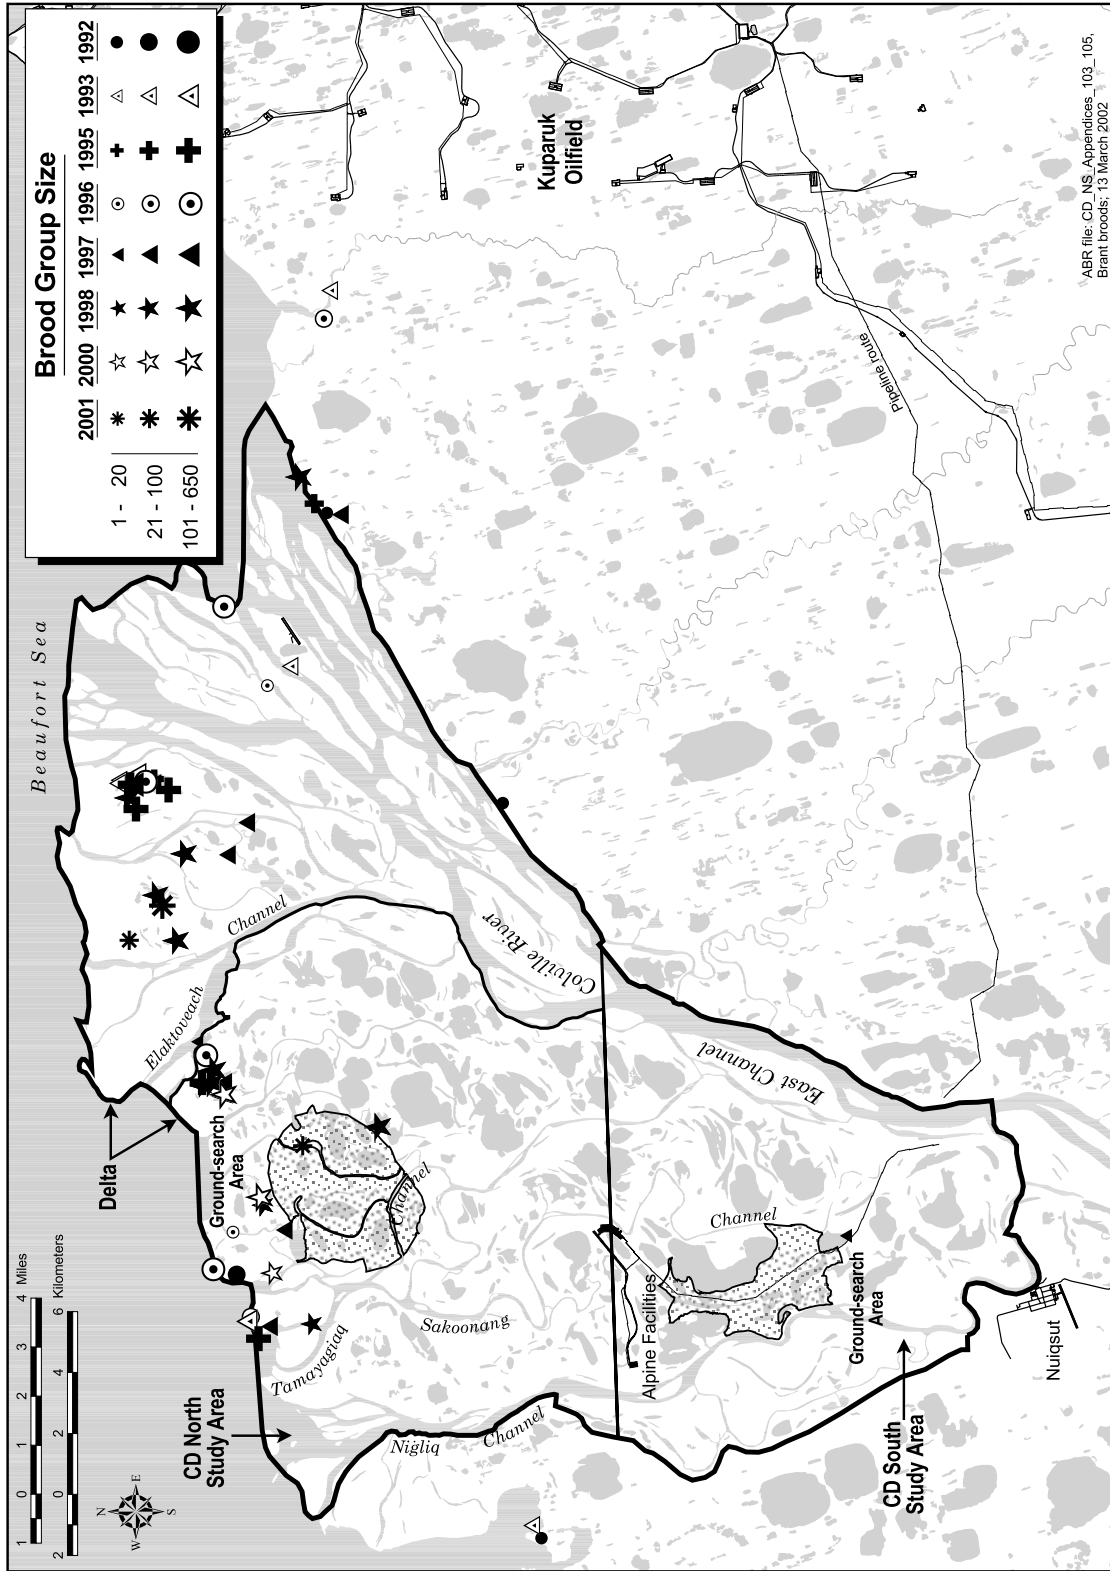 Brood Group Size
2001 2000 1998 1997 1996 1995 1993 1992
1 - 20
21 - 100
101 - 650
Beaufort Sea
Kuparuk
Oilfield
Pipeline route
Elaktoveach
Channel
Colville River
East Channel
Delta
Ground-search
Area
Channel
Tamayagiaq
Sakoonang
CD North
Study Area
Nigliq
Channel
Alpine Facilities
Channel
Ground-search
Area
CD South
Study Area
Nuiqsut
1 0 1 2 3 4 Miles
2 0 2 4 6 Kilometers
N
E
S
W
ABR file: CD_NS_Appendices_103_105,
Brant broods; 13 March 2002